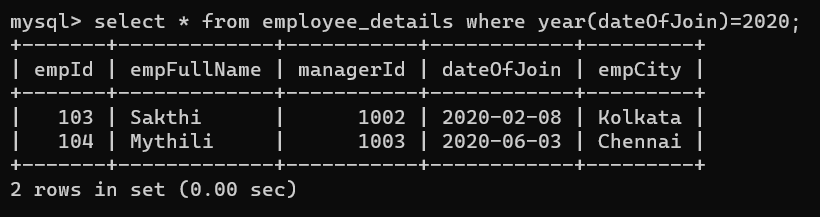 mysql> select * from employee_details where year(dateOfJoin)=2020;
+-------+-------------+-----------+------------+---------+
| empId | empFullName | managerId | dateOfJoin | empCity |
+-------+-------------+-----------+------------+---------+
|   103 | Sakthi      |      1002 | 2020-02-08 | Kolkata |
|   104 | Mythili     |      1003 | 2020-06-03 | Chennai |
+-------+-------------+-----------+------------+---------+
2 rows in set (0.00 sec)